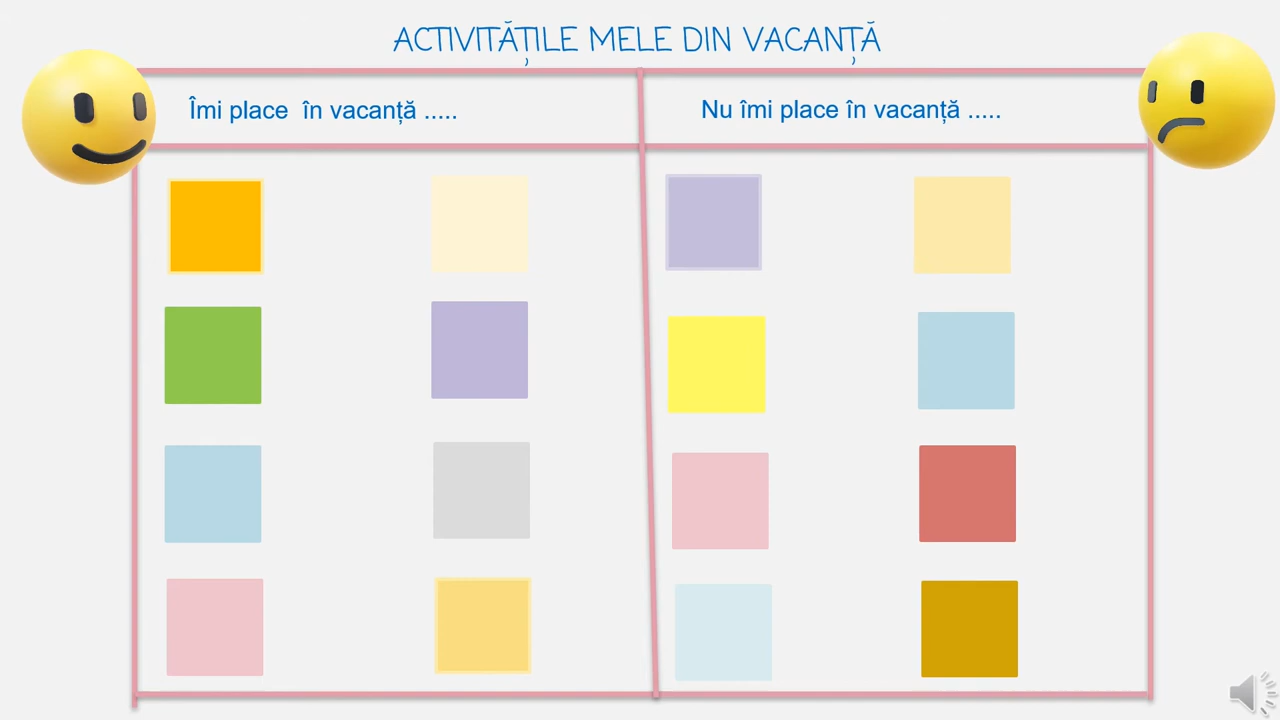 ACTIVITĂȚILE MELE DIN VACANȚĂ
Îmi place  în vacanță .....
Nu îmi place în vacanță .....